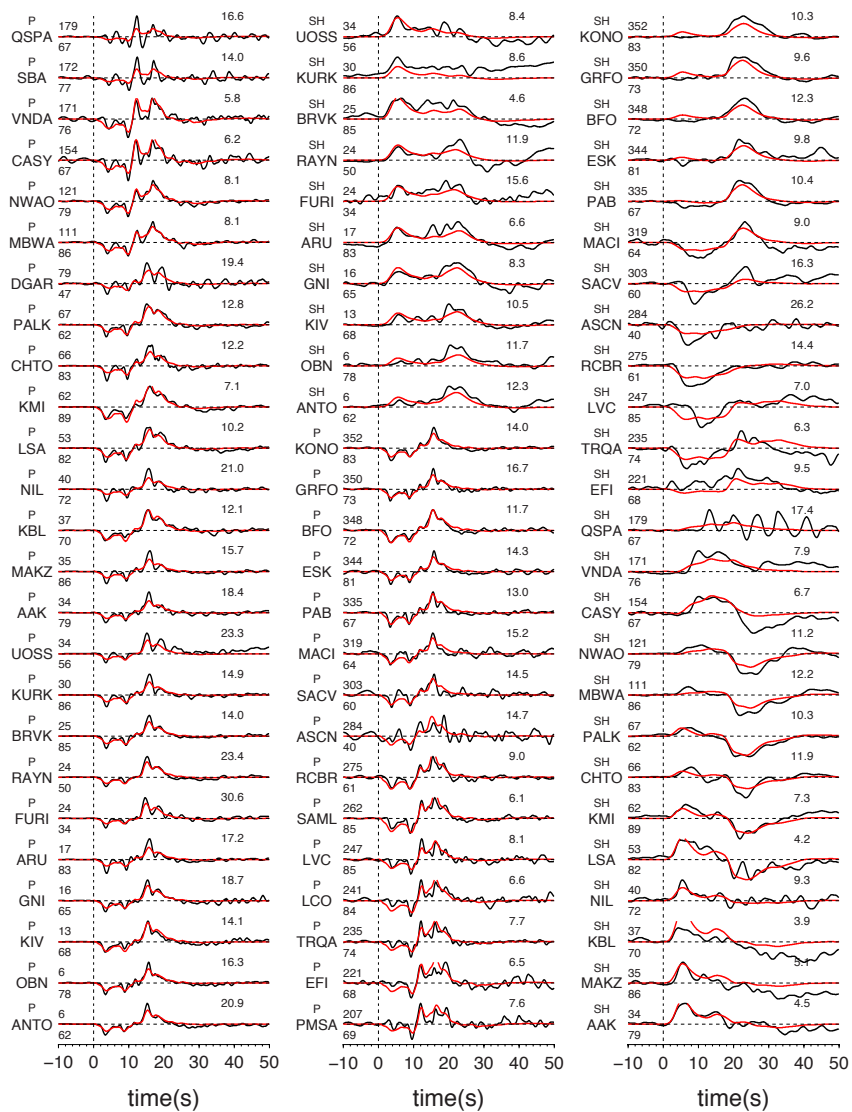 P 179 QSPA 67 16.6
P 172 SBA 77 14.0
P 171 VNDA 76 5.8
P 154 CASY 67 6.2
P 121 NWAO 79 8.1
P 111 MBWA 86 8.1
P 79 DGAR 47 19.4
P 67 PALK 62 12.8
P 66 CHTO 83 12.2
P 62 KMI 89 7.1
P 53 LSA 82 10.2
P 40 NIL 72 21.0
P 37 KBL 70 12.1
P 35 MAKZ 86 15.7
P 34 AAK 79 18.4
P 34 UOSS 56 23.3
P 30 KURK 86 14.9
P 25 BRVK 85 14.0
P 24 RAYN 50 23.4
P 24 FURI 34 30.6
P 17 ARU 83 17.2
P 16 GNI 65 18.7
P 13 KIV 68 14.1
P 6 OBN 78 16.3
P 6 ANTO 62 20.9
−10 0 10 20 30 40 50
time(s)
SH 34 UOSS 56 8.4
SH 30 KURK 86 8.6
SH 25 BRVK 85 4.6
SH 24 RAYN 50 11.9
SH 24 FURI 34 15.6
SH 17 ARU 83 6.6
SH 16 GNI 65 8.3
SH 13 KIV 68 10.5
SH 6 OBN 78 11.7
SH 6 ANTO 62 12.3
P 352 KONO 83 14.0
P 350 GRFO 73 16.7
P 348 BFO 72 11.7
P 344 ESK 81 14.3
P 335 PAB 67 13.0
P 319 MACI 64 15.2
P 303 SACV 60 14.5
P 284 ASCN 40 14.7
P 275 RCBR 61 9.0
P 262 SAML 85 6.1
P 247 LVC 85 8.1
P 241 LCO 84 6.6
P 235 TRQA 74 7.7
P 221 EFI 68 6.5
P 207 PMSA 69 7.6
−10 0 10 20 30 40 50
time(s)
SH 352 KONO 83 10.3
SH 350 GRFO 73 9.6
SH 348 BFO 72 12.3
SH 344 ESK 81 9.8
SH 335 PAB 67 10.4
SH 319 MACI 64 9.0
SH 303 SACV 60 16.3
SH 284 ASCN 40 26.2
SH 275 RCBR 61 14.4
SH 247 LVC 85 7.0
SH 235 TRQA 74 6.3
SH 221 EFI 68 9.5
SH 179 QSPA 67 17.4
SH 171 VNDA 76 7.9
SH 154 CASY 67 6.7
SH 121 NWAO 79 11.2
SH 111 MBWA 86 12.2
SH 67 PALK 62 10.3
SH 66 CHTO 83 11.9
SH 62 KMI 89 7.3
SH 53 LSA 82 4.2
SH 40 NIL 72 9.3
SH 37 KBL 70 3.9
SH 35 MAKZ 86 5.1
SH 34 AAK 79 4.5
−10 0 10 20 30 40 50
time(s)